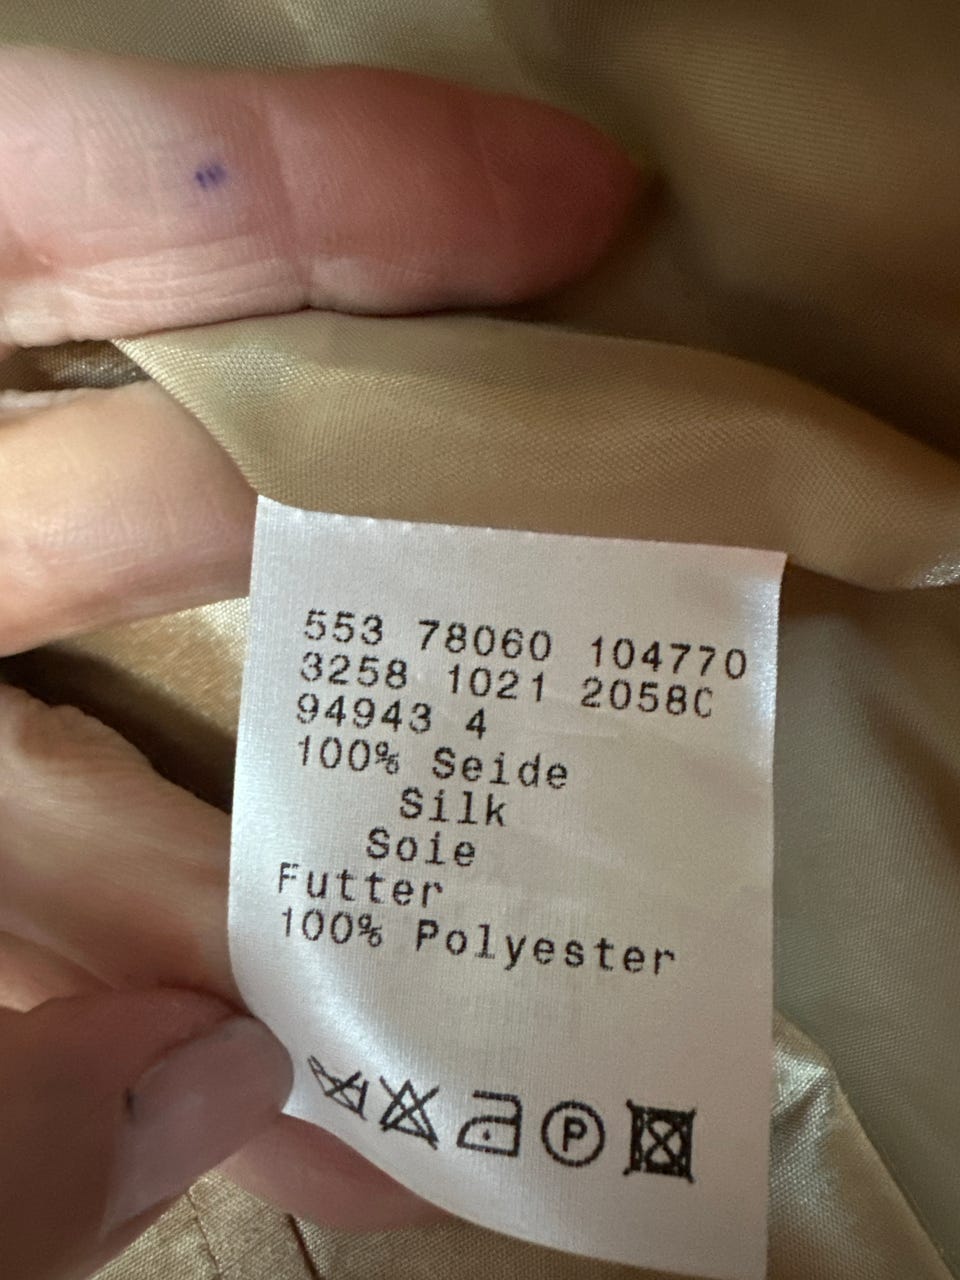 553 78060 104770
3258 1021 2058C
94943 4
100% Seide
Silk
Soie
Futter
100% Polyester
P